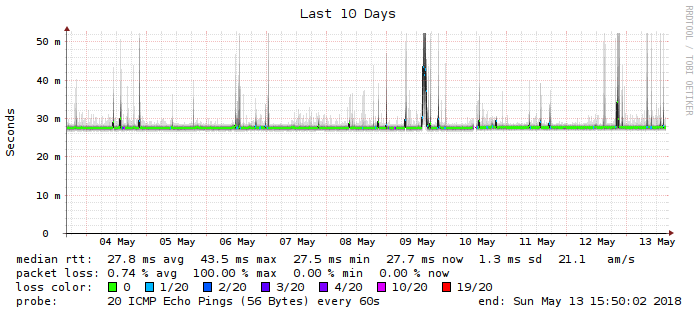 Last 10 Days
RRDTOOL / TOBI OETIKER
Seconds
50 m
40 m
30 m
20 m
10 m
0
04 May 05 May 06 May 07 May 08 May 09 May 10 May 11 May 12 May 13 May
median rtt: 27.8 ms avg 43.5 ms max 27.5 ms min 27.7 ms now 1.3 ms sd 21.1 am/s
packet loss: 0.74 % avg 100.00 % max 0.00 % min 0.00 % now
loss color: 0 1/20 2/20 3/20 4/20 10/20 19/20
probe: 20 ICMP Echo Pings (56 Bytes) every 60s end: Sun May 13 15:50:02 2018